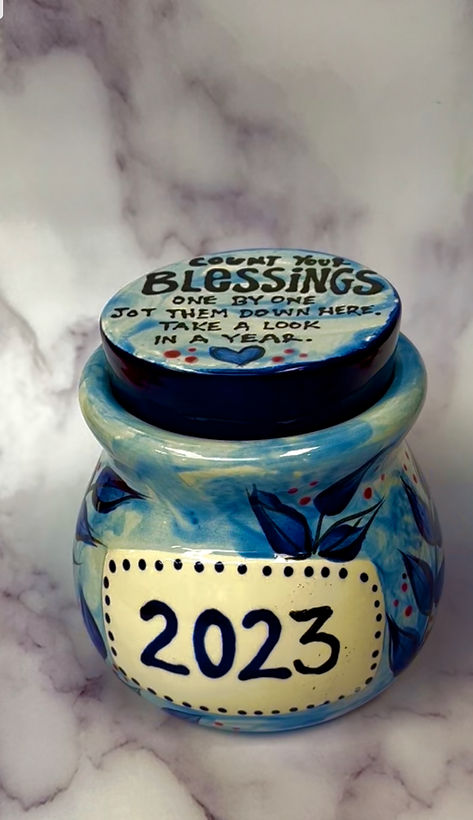 COUNT YOUR
BLESSINGS
ONE BY ONE
JOT THEM DOWN HERE.
TAKE A LOOK
IN A YEAR.
2023